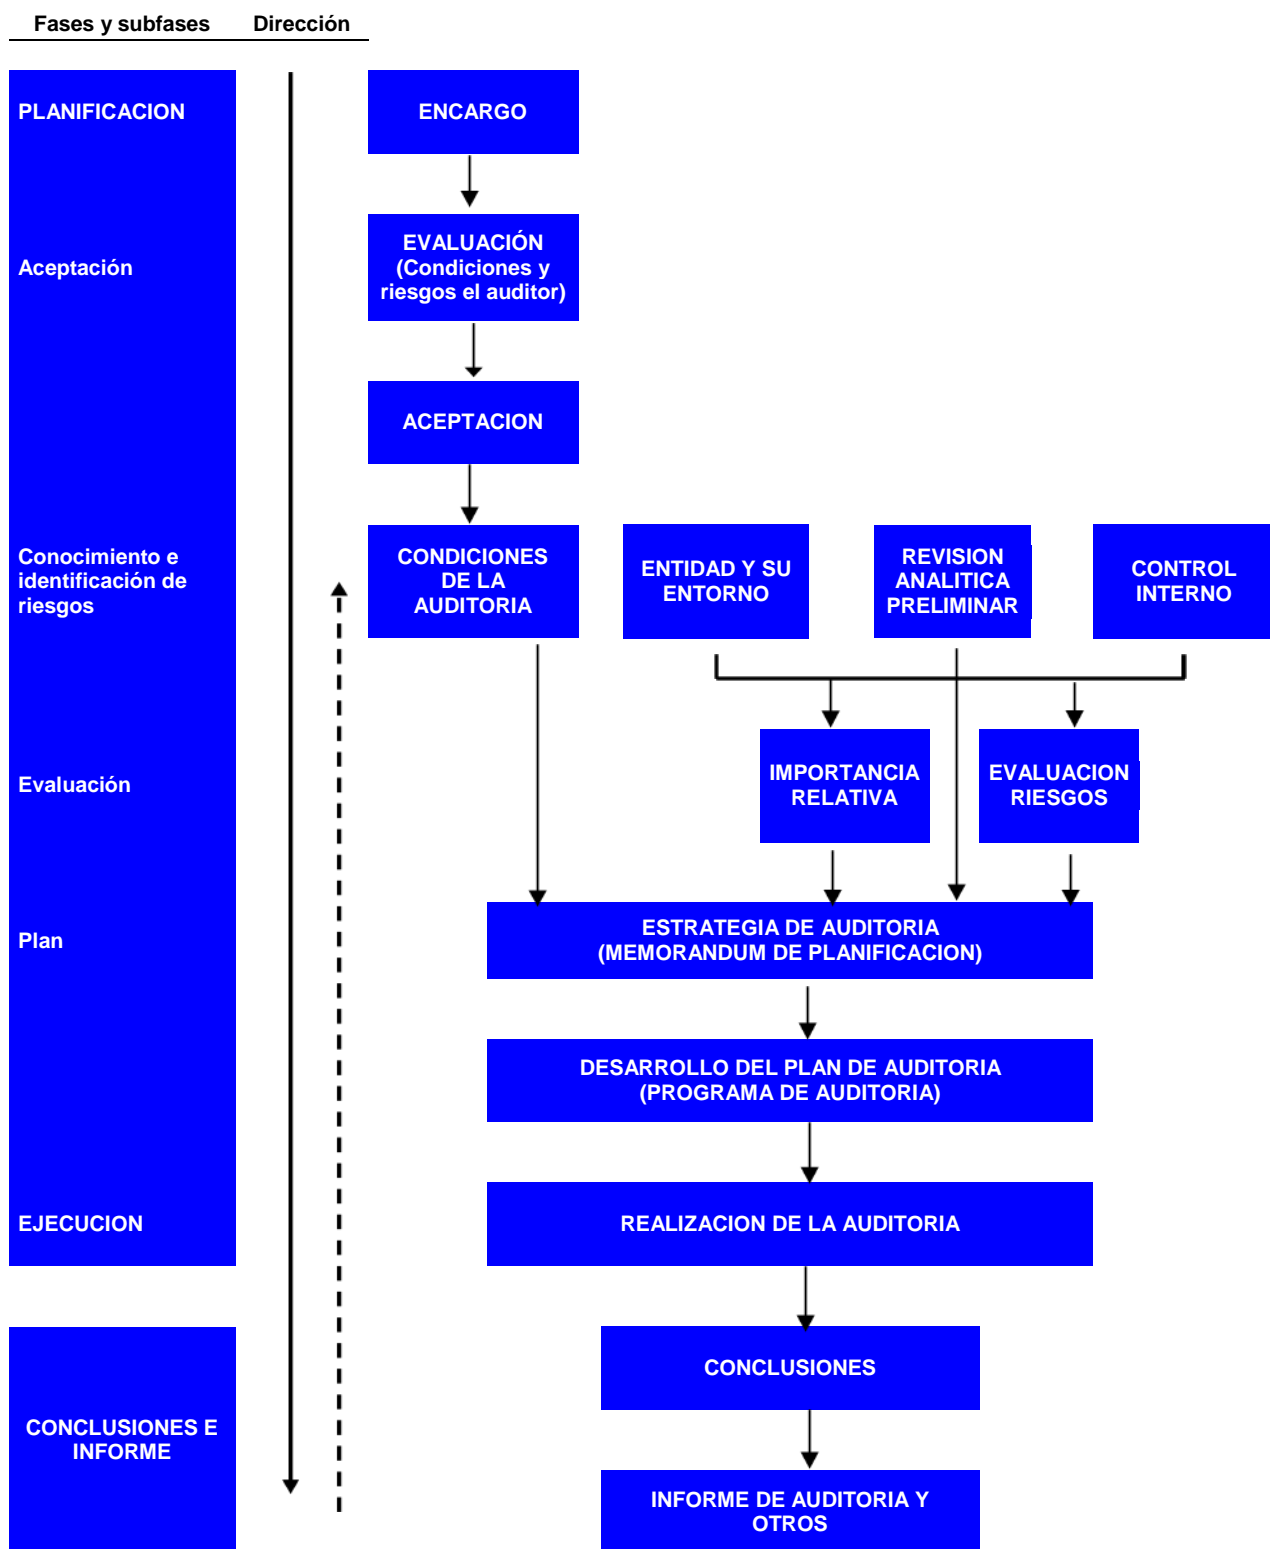 Fases y subfases Dirección
PLANIFICACION
ENCARGO
Aceptación
EVALUACIÓN
(Condiciones y
riesgos el auditor)
ACEPTACION
Conocimiento e
identificación de
riesgos
CONDICIONES
DE LA
AUDITORIA
ENTIDAD Y SU
ENTORNO
REVISION
ANALITICA
PRELIMINAR
CONTROL
INTERNO
Evaluación
IMPORTANCIA
RELATIVA
EVALUACION
RIESGOS
Plan
ESTRATEGIA DE AUDITORIA
(MEMORANDUM DE PLANIFICACION)
DESARROLLO DEL PLAN DE AUDITORIA
(PROGRAMA DE AUDITORIA)
EJECUCION
REALIZACION DE LA AUDITORIA
CONCLUSIONES E
INFORME
CONCLUSIONES
INFORME DE AUDITORIA Y
OTROS